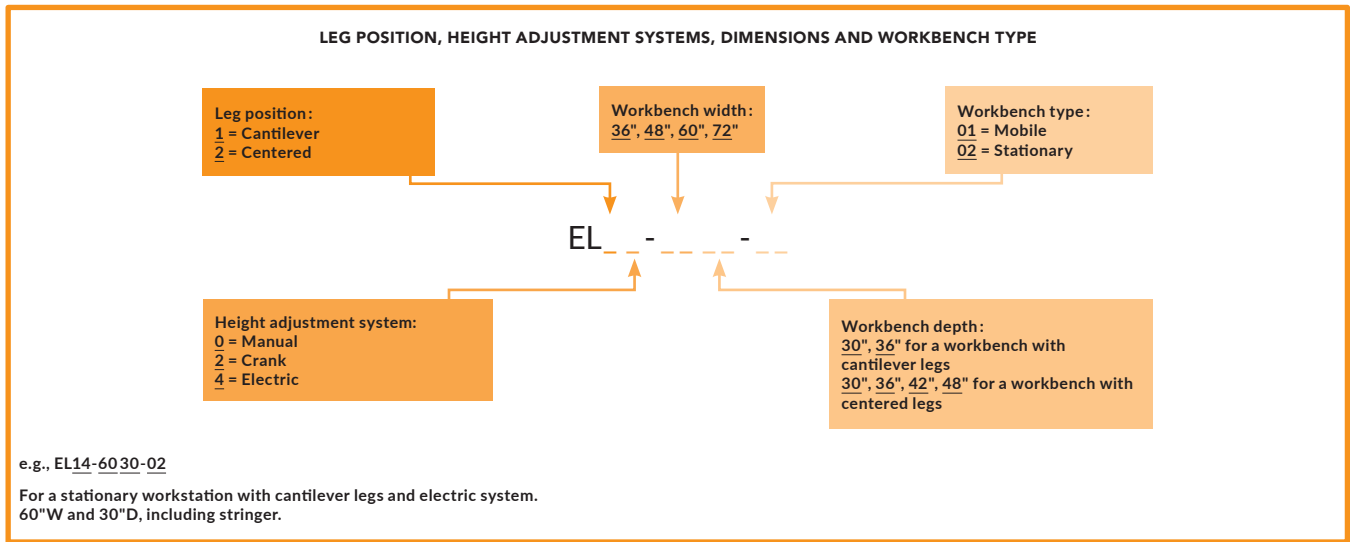 LEG POSITION, HEIGHT ADJUSTMENT SYSTEMS, DIMENSIONS AND WORKBENCH TYPE
Leg position:
1 = Cantilever
2 = Centered
Workbench width:
36", 48", 60", 72"
Workbench type:
01 = Mobile
02 = Stationary
EL__-____-__
Height adjustment system:
0 = Manual
2 = Crank
4 = Electric
Workbench depth:
30", 36" for a workbench with
cantilever legs
30", 36", 42", 48" for a workbench with
centered legs
e.g., EL14-6030-02
For a stationary workstation with cantilever legs and electric system.
60"W and 30"D, including stringer.